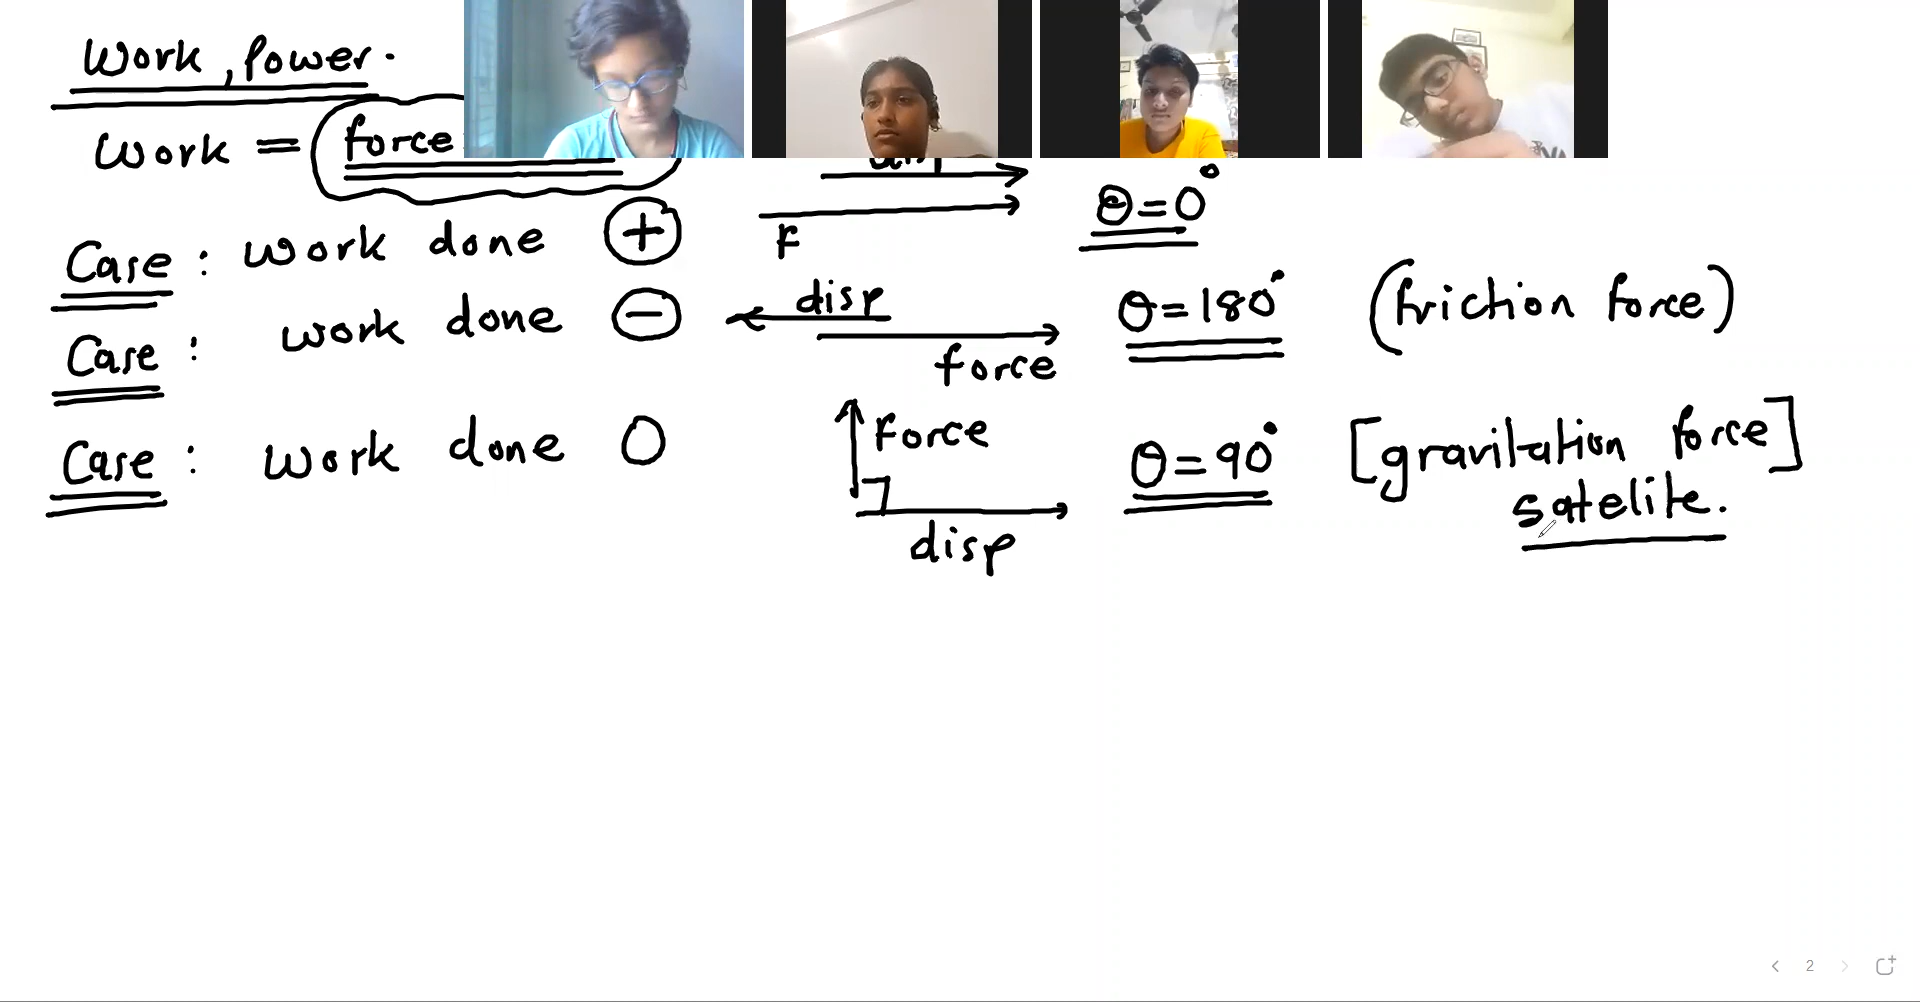 Work, Power.
Work = force
F
θ=0°
Case: work done +
disp
Case: work done − θ=180° (friction force)
force
Case: work done 0 Force θ=90° [gravitation force]
satelite.
disp
2